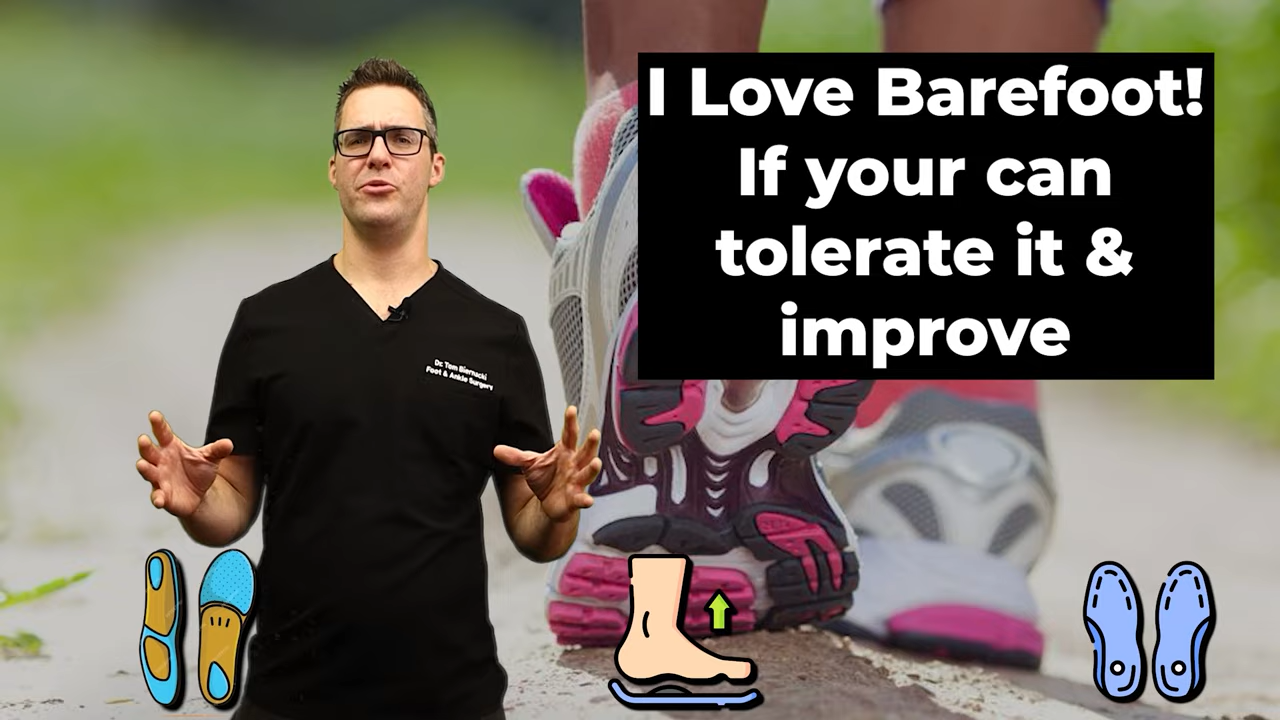 I Love Barefoot!
If your can
tolerate it &
improve
Dr. Tom Biernacki
Foot & Ankle Surgery